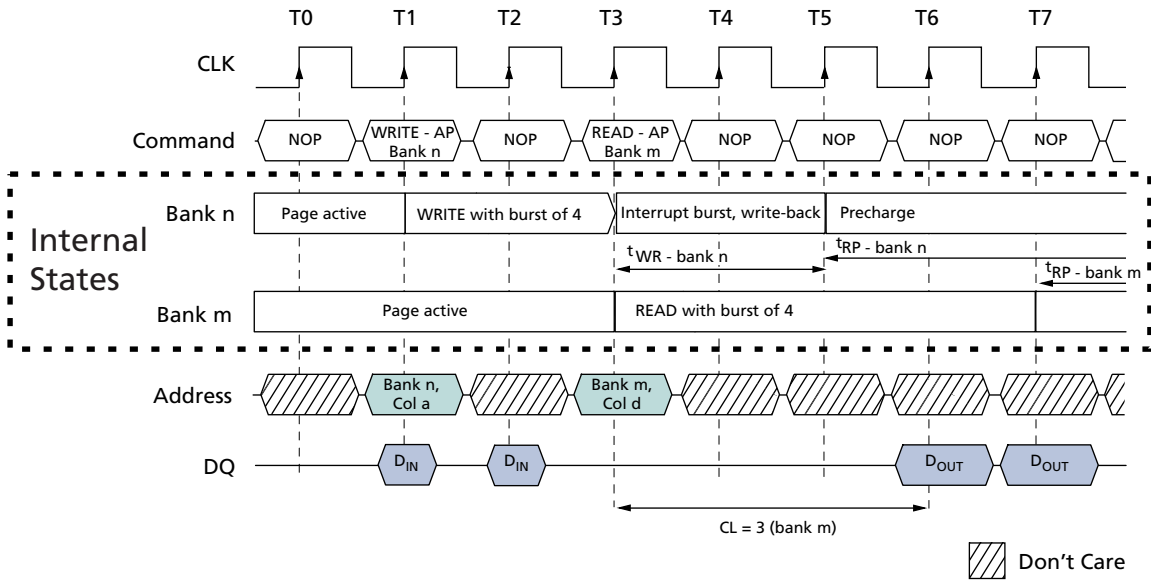 T0 T1 T2 T3 T4 T5 T6 T7
CLK
Command NOP WRITE - AP Bank n NOP READ - AP Bank m NOP NOP NOP NOP
Internal States
Bank n Page active WRITE with burst of 4 Interrupt burst, write-back Precharge
tWR - bank n tRP - bank n
tRP - bank m
Bank m Page active READ with burst of 4
Address Bank n, Col a Bank m, Col d
DQ DIN DIN DOUT DOUT
CL = 3 (bank m)
Don't Care